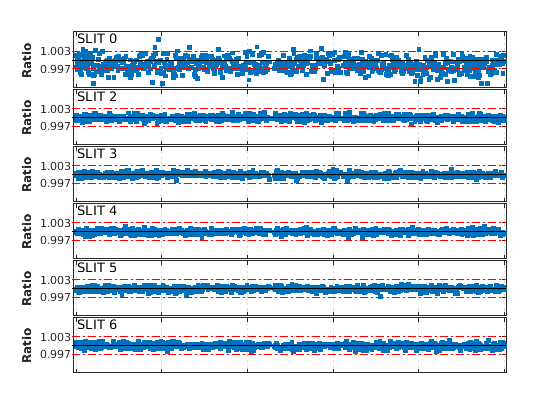 SLIT 0
Ratio
1.003
0.997
SLIT 2
Ratio
1.003
0.997
SLIT 3
Ratio
1.003
0.997
SLIT 4
Ratio
1.003
0.997
SLIT 5
Ratio
1.003
0.997
SLIT 6
Ratio
1.003
0.997